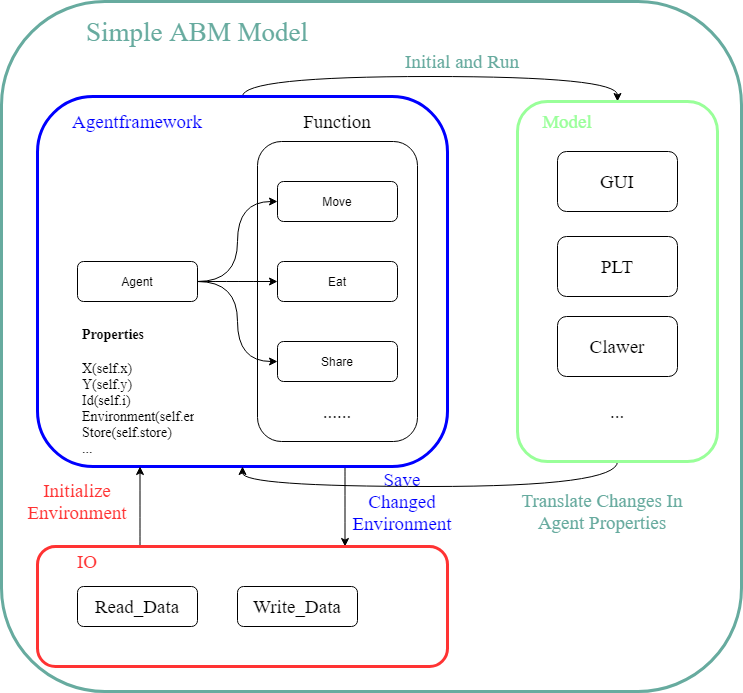 Simple ABM Model
Initial and Run
Agentframework
Function
Model
Move
GUI
Agent
Eat
PLT
Properties
Share
Clawer
X(self.x)
Y(self.y)
Id(self.i)
Environment(self.er
Store(self.store)
...
......
...
Initialize
Environment
Save
Changed
Environment
Translate Changes In
Agent Properties
IO
Read_Data
Write_Data